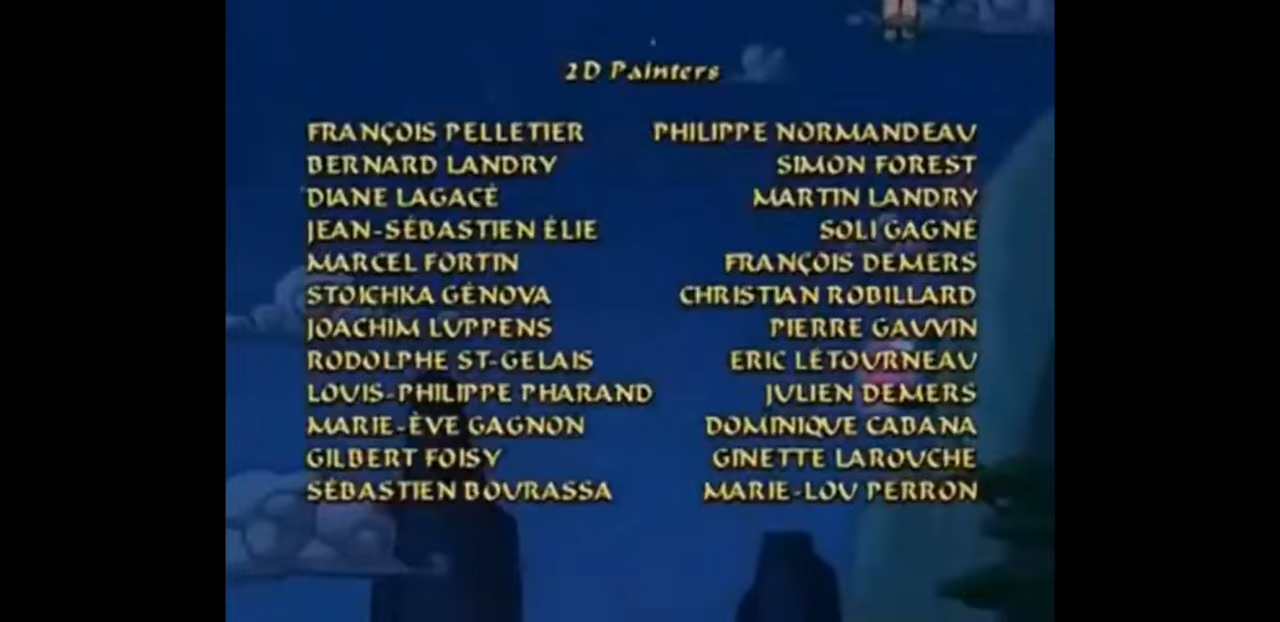 2D Painters
FRANÇOIS PELLETIER PHILIPPE NORMANDEAU
BERNARD LANDRY SIMON FOREST
DIANE LAGACÉ MARTIN LANDRY
JEAN-SÉBASTIEN ÉLIE SOLI GAGNÉ
MARCEL FORTIN FRANÇOIS DEMERS
STOICHKA GÉNOVA CHRISTIAN ROBILLARD
JOACHIM LUPPENS PIERRE GAUVIN
RODOLPHE ST-GELAIS ERIC LÉTOURNEAU
LOUIS-PHILIPPE PHARAND JULIEN DEMERS
MARIE-ÈVE GAGNON DOMINIQUE CABANA
GILBERT FOISY GINETTE LAROUCHE
SÉBASTIEN BOURASSA MARIE-LOU PERRON